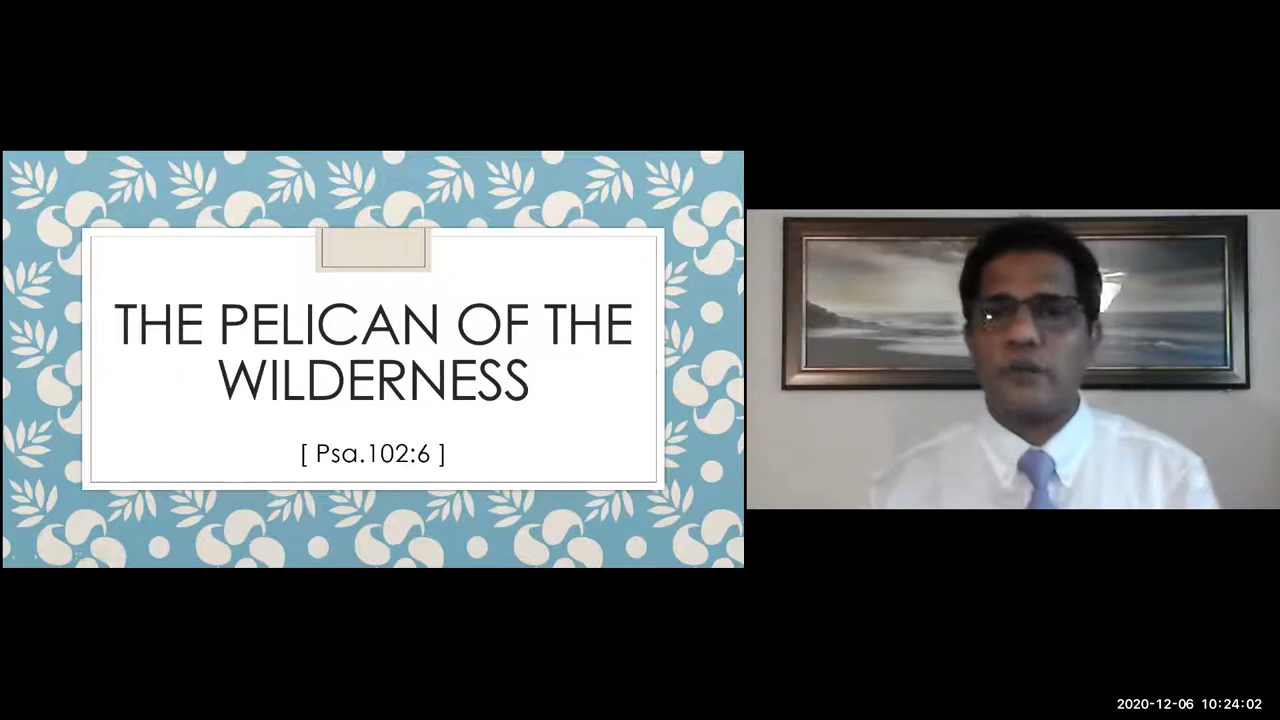 THE PELICAN OF THE
WILDERNESS
[ Psa.102:6 ]
2020-12-06 10:24:02